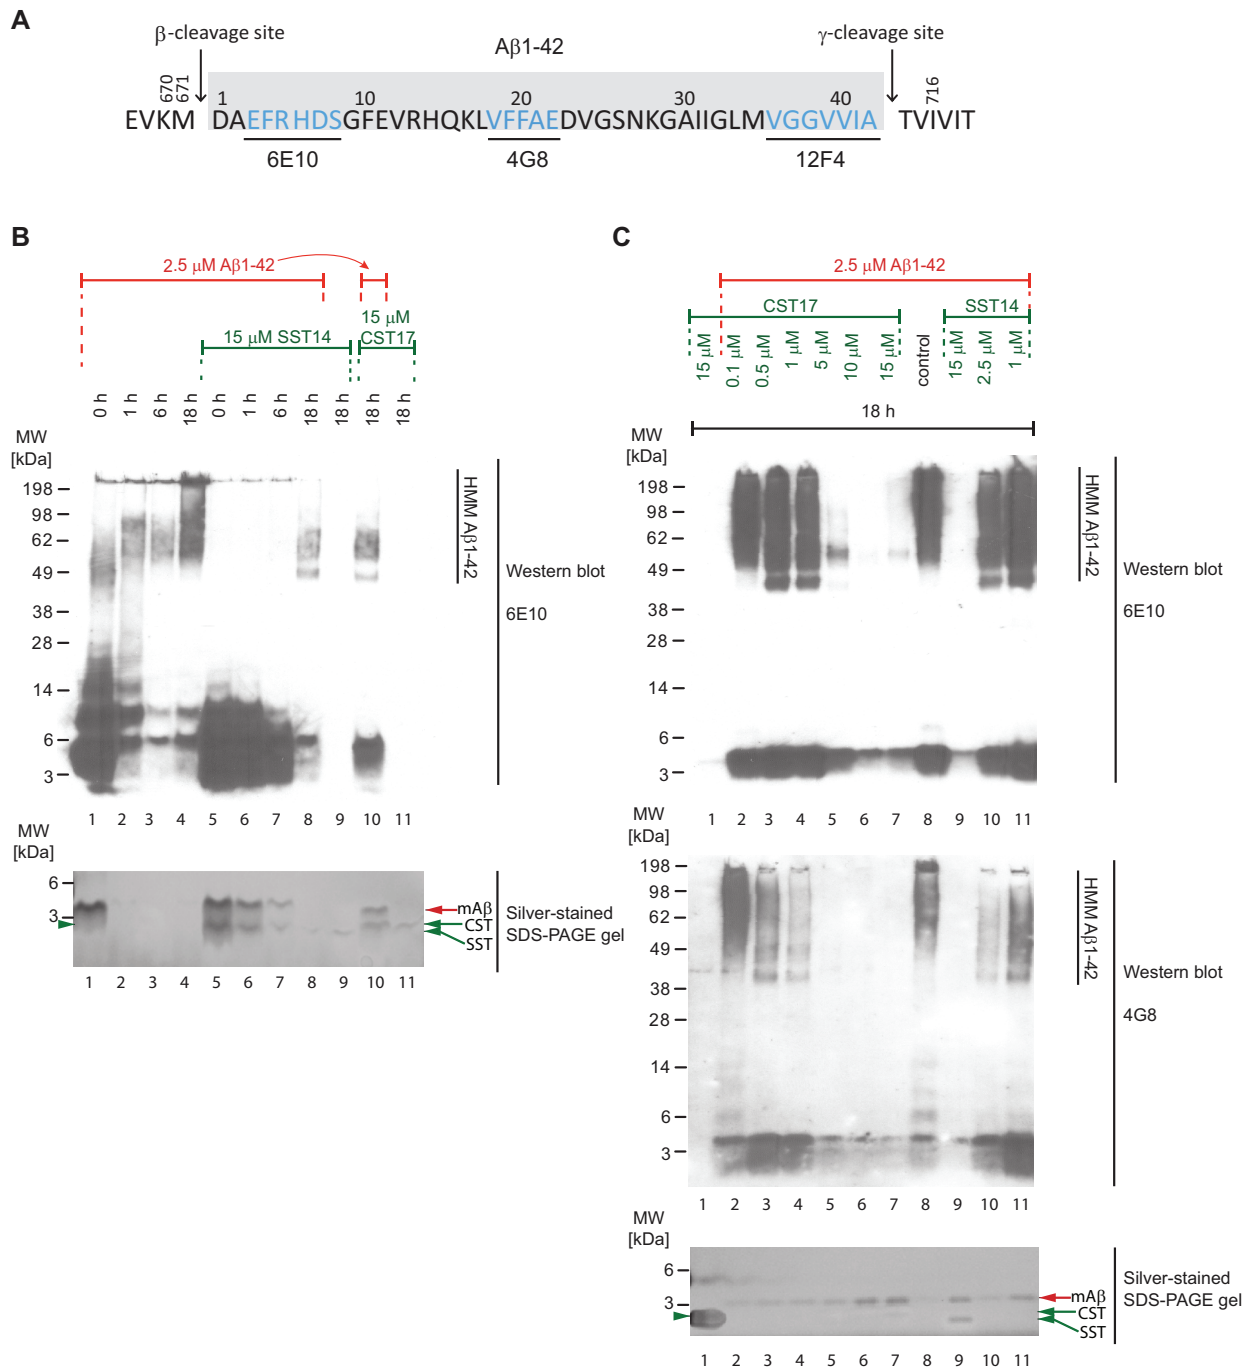 A
β-cleavage site
Aβ1-42
γ-cleavage site
670
671
716
1
10
20
30
40
EVKM DAEFRHDSGFEVRHQKLVFFAEDVGSNKGAIIGLMVGGVVIA TVIVIT
6E10
4G8
12F4
B
2.5 μM Aβ1-42
15 μM
CST17
15 μM SST14
0 h
1 h
6 h
18 h
0 h
1 h
6 h
18 h
18 h
18 h
18 h
MW
[kDa]
198
98
62
49
38
28
14
6
3
HMM Aβ1-42
Western blot
6E10
1 2 3 4 5 6 7 8 9 10 11
MW
[kDa]
6
3
mAβ
CST
SST
Silver-stained
SDS-PAGE gel
1 2 3 4 5 6 7 8 9 10 11
C
2.5 μM Aβ1-42
CST17
SST14
15 μM
0.1 μM
0.5 μM
1 μM
5 μM
10 μM
15 μM
control
15 μM
2.5 μM
1 μM
18 h
MW
[kDa]
198
98
62
49
38
28
14
6
3
HMM Aβ1-42
Western blot
6E10
1 2 3 4 5 6 7 8 9 10 11
MW
[kDa]
198
98
62
49
38
28
14
6
3
HMM Aβ1-42
Western blot
4G8
1 2 3 4 5 6 7 8 9 10 11
MW
[kDa]
6
3
mAβ
CST
SST
Silver-stained
SDS-PAGE gel
1 2 3 4 5 6 7 8 9 10 11